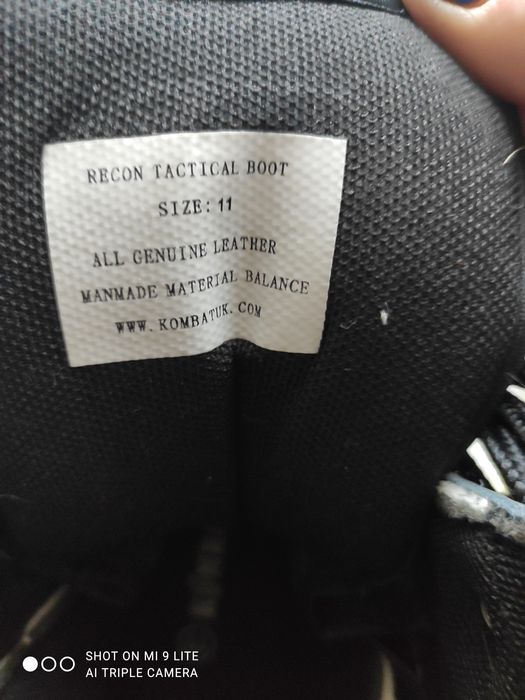 RECON TACTICAL BOOT
SIZE: 11
ALL GENUINE LEATHER
MANMADE MATERIAL BALANCE
WWW. KOMBATUK. COM
SHOT ON MI 9 LITE
AI TRIPLE CAMERA